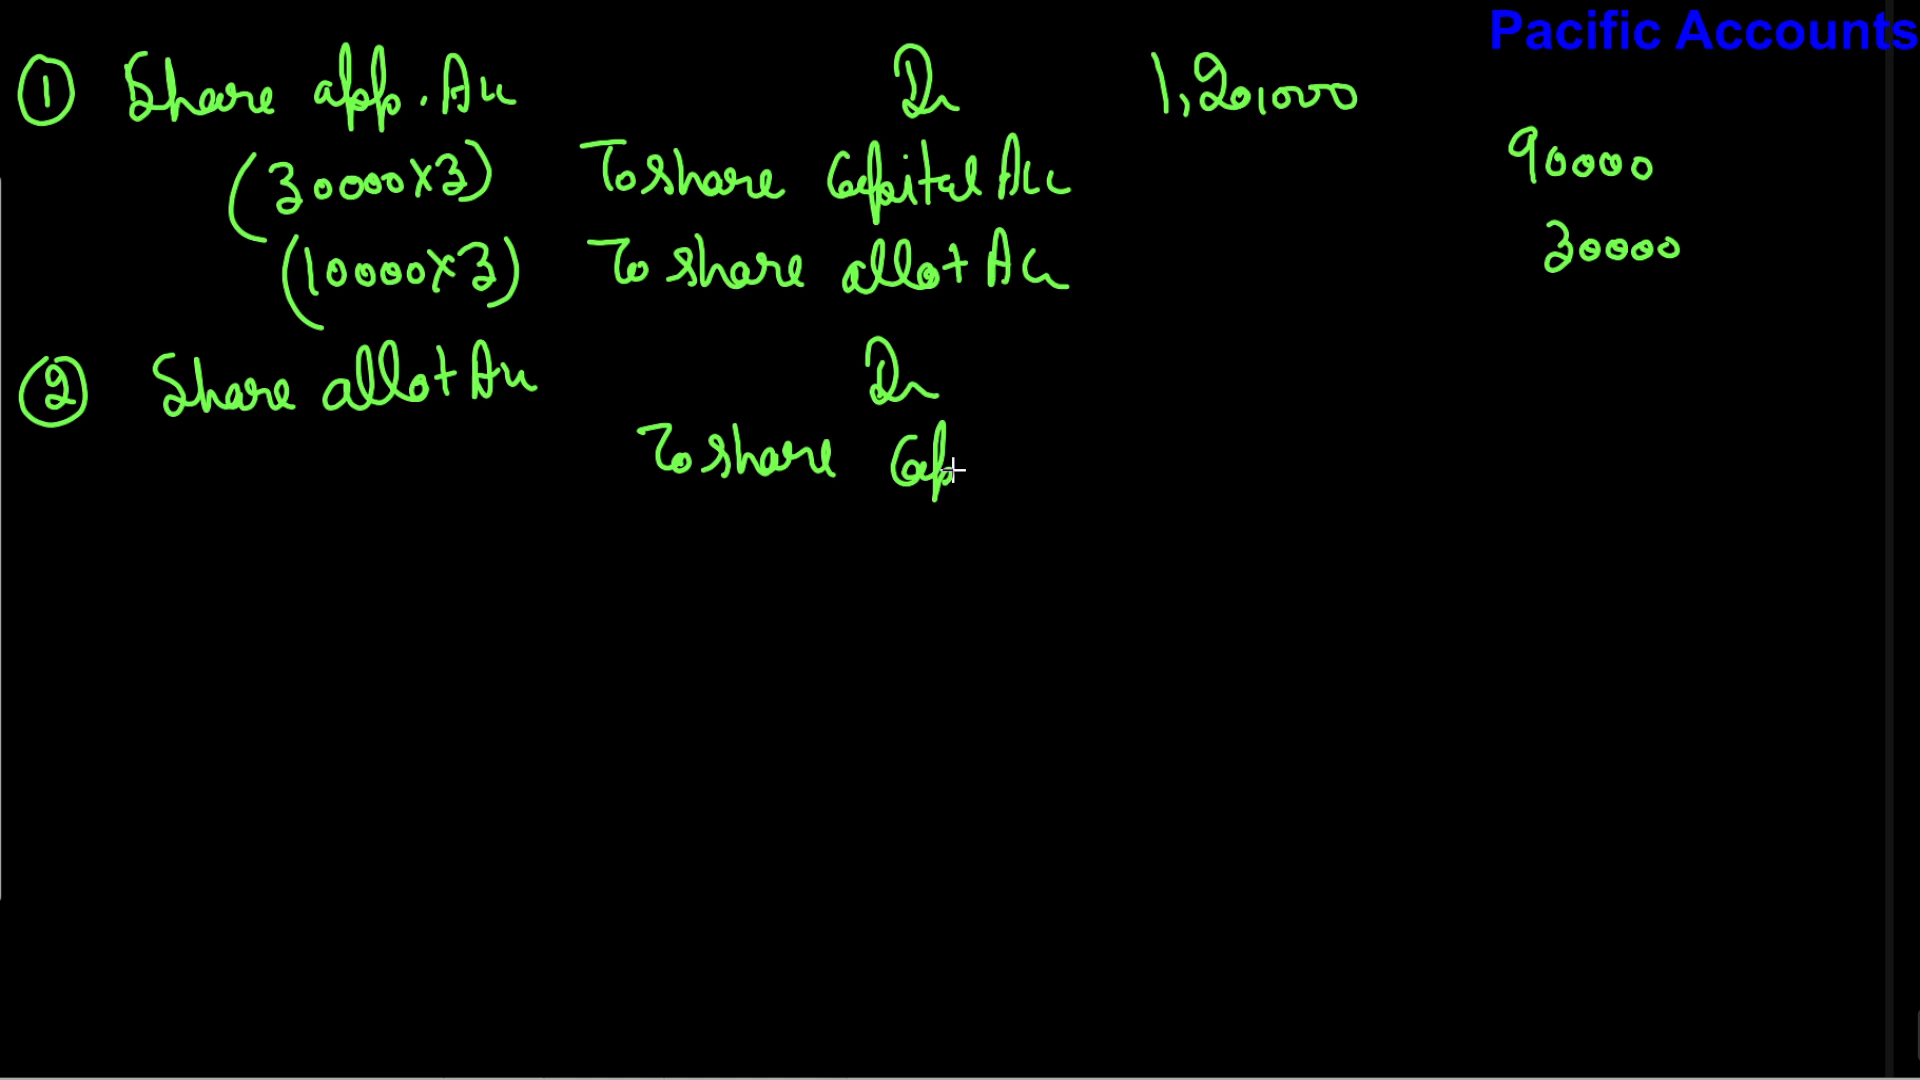 Pacific Accounts
① Share app. A/c Dr 1,20,000
(30000×3) To share Capital A/c 90000
(10000×3) To share allot A/c 30000
② Share allot A/c Dr
To share Cap